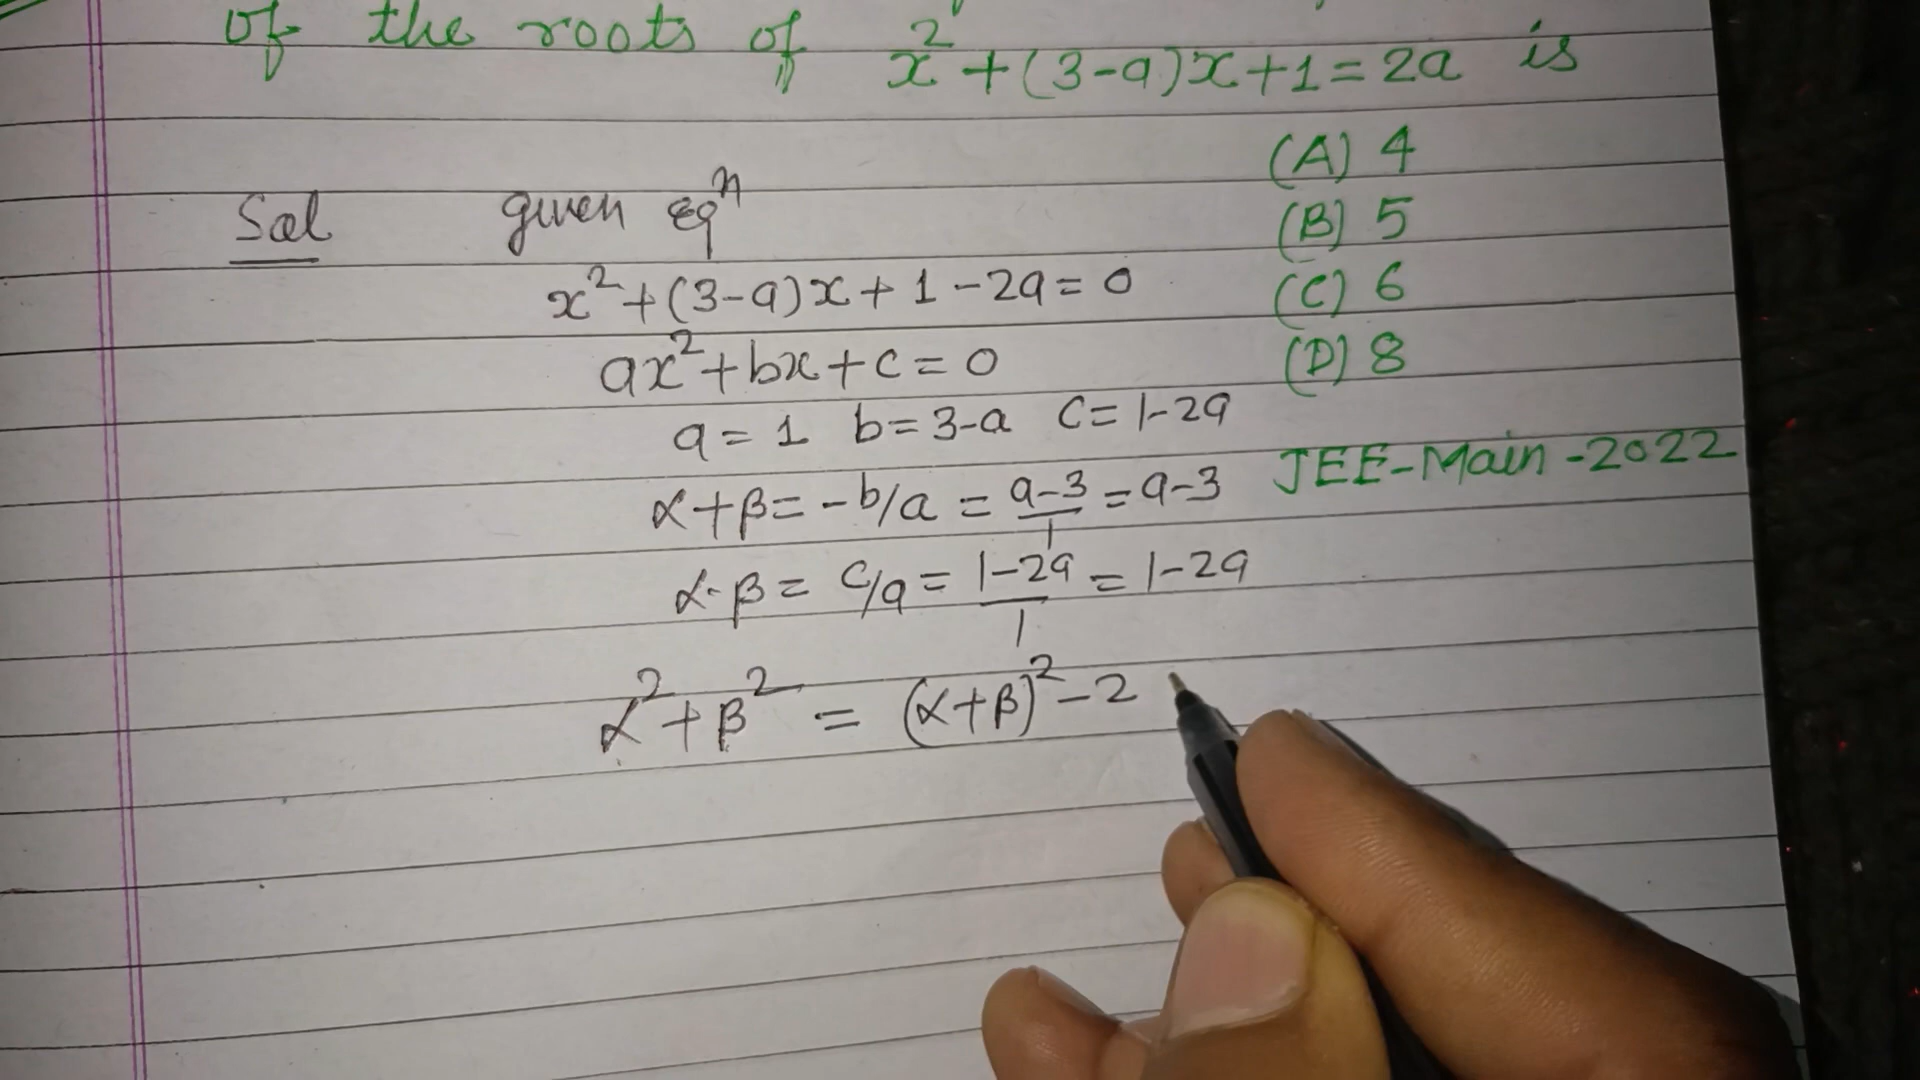 of the roots of x²+(3-a)x+1=2a is
(A) 4
Sol given eqⁿ
(B) 5
x²+(3-a)x+1-2a=0
(C) 6
ax²+bx+c=0
(D) 8
a=1 b=3-a c=1-2a
JEE-Main-2022
α+β=-b/a = a-3/1 = a-3
α·β= c/a = 1-2a/1 = 1-2a
α²+β² = (α+β)²-2